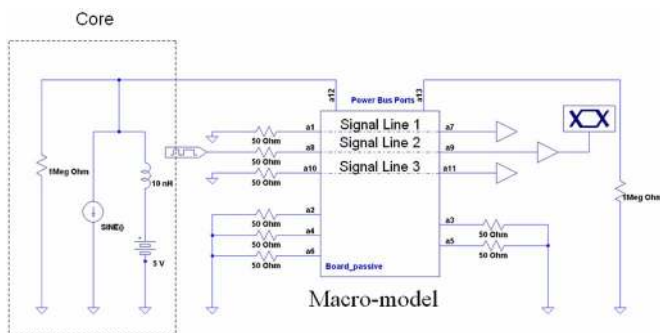 Core
a12
a13
Power Bus Ports
a1
Signal Line 1
a7
50 Ohm
a8
Signal Line 2
a9
50 Ohm
a10
Signal Line 3
a11
50 Ohm
1Meg Ohm
10 nH
1Meg Ohm
SINE()
a2
50 Ohm
a3
a4
50 Ohm
50 Ohm
a5
a6
50 Ohm
50 Ohm
5 V
Board_passive
Macro-model